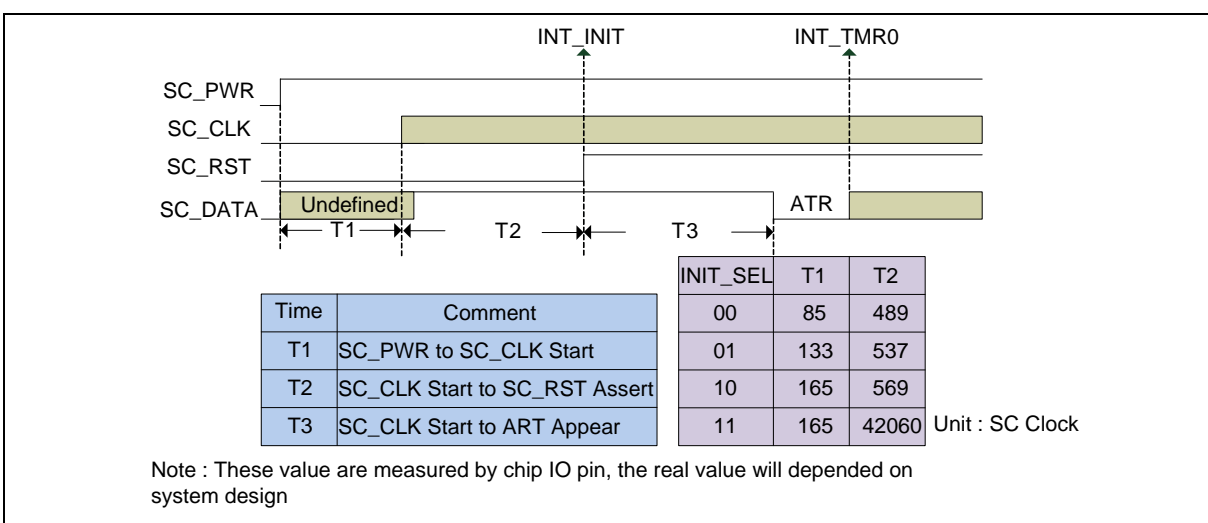 INT_INIT INT_TMR0
SC_PWR
SC_CLK
SC_RST
SC_DATA Undefined ATR
T1 T2 T3
Time Comment
T1 SC_PWR to SC_CLK Start
T2 SC_CLK Start to SC_RST Assert
T3 SC_CLK Start to ART Appear
INIT_SEL T1 T2
00 85 489
01 133 537
10 165 569
11 165 42060
Unit : SC Clock
Note : These value are measured by chip IO pin, the real value will depended on
system design